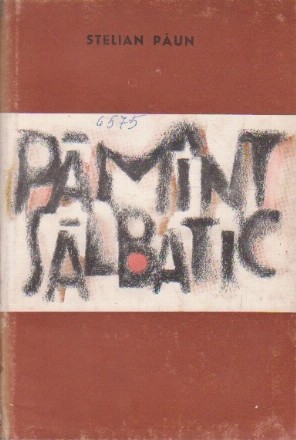 STELIAN PĂUN
6575
PĂMÎNT
SĂLBATIC